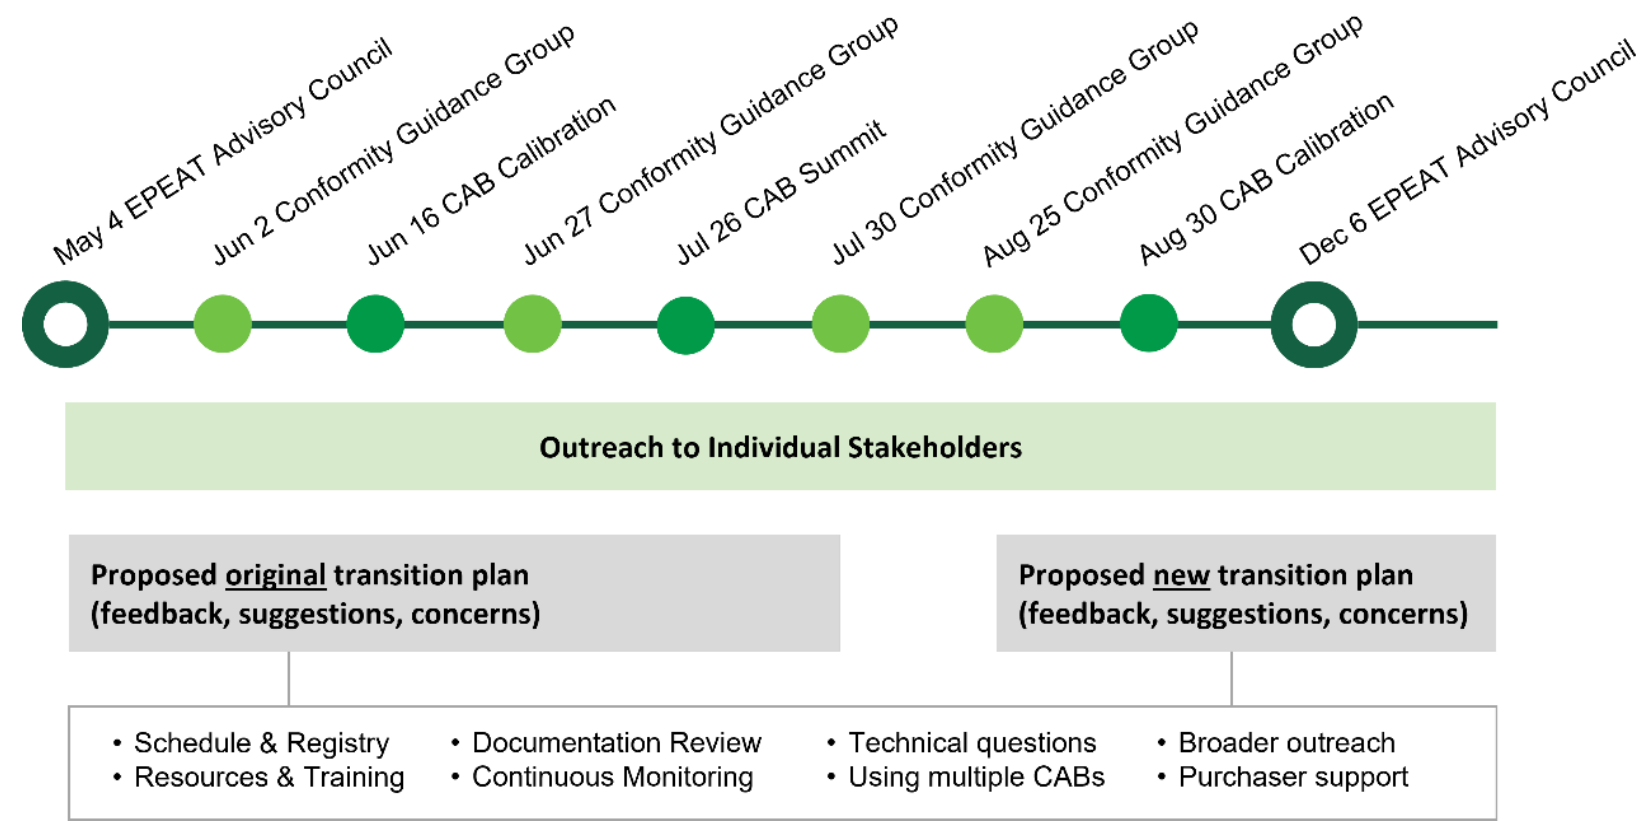 May 4 EPEAT Advisory Council
Jun 2 Conformity Guidance Group
Jun 16 CAB Calibration
Jun 27 Conformity Guidance Group
Jul 26 CAB Summit
Jul 30 Conformity Guidance Group
Aug 25 Conformity Guidance Group
Aug 30 CAB Calibration
Dec 6 EPEAT Advisory Council
Outreach to Individual Stakeholders
Proposed original transition plan
(feedback, suggestions, concerns)
Proposed new transition plan
(feedback, suggestions, concerns)
• Schedule & Registry
• Resources & Training
• Documentation Review
• Continuous Monitoring
• Technical questions
• Using multiple CABs
• Broader outreach
• Purchaser support